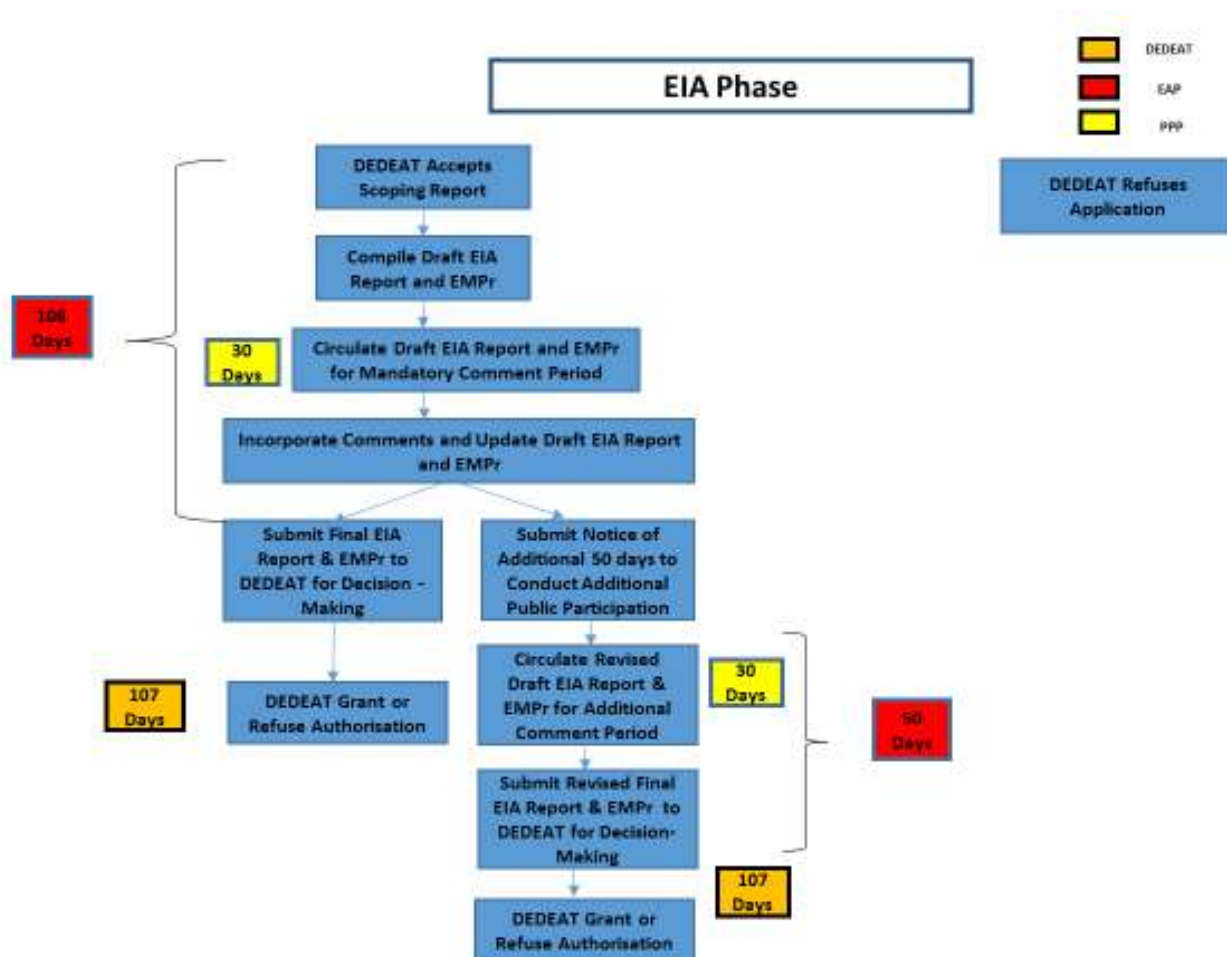 EIA Phase
DEDEAT
EAP
PPP
DEDEAT Accepts
Scoping Report
DEDEAT Refuses
Application
Compile Draft EIA
Report and EMPr
106
Days
30
Days
Circulate Draft EIA Report and EMPr
for Mandatory Comment Period
Incorporate Comments and Update Draft EIA Report
and EMPr
Submit Final EIA
Report & EMPr to
DEDEAT for Decision -
Making
Submit Notice of
Additional 50 days to
Conduct Additional
Public Participation
107
Days
DEDEAT Grant or
Refuse Authorisation
Circulate Revised
Draft EIA Report &
EMPr for Additional
Comment Period
30
Days
50
Days
Submit Revised Final
EIA Report & EMPr to
DEDEAT for Decision-
Making
107
Days
DEDEAT Grant or
Refuse Authorisation